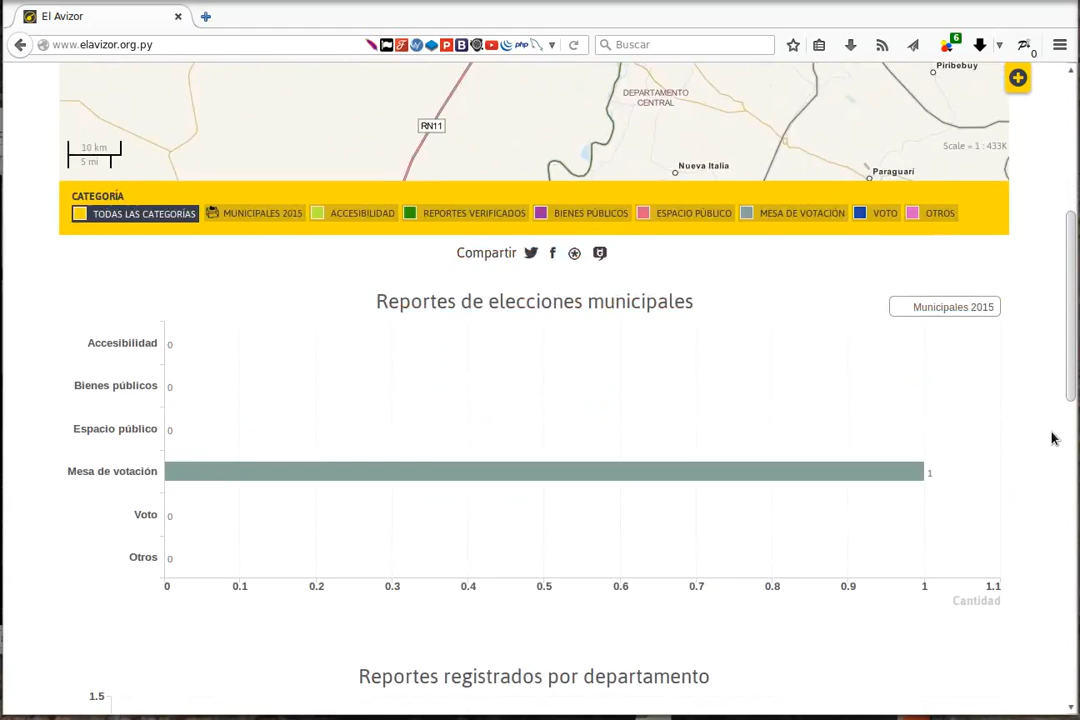 El Avizor
www.elavizor.org.py
Buscar
6
0
Piribebuy
DEPARTAMENTO
CENTRAL
RN11
10 km
5 mi
Scale = 1 : 433K
Nueva Italia
Paraguarí
CATEGORÍA
TODAS LAS CATEGORÍAS MUNICIPALES 2015 ACCESIBILIDAD REPORTES VERIFICADOS BIENES PÚBLICOS ESPACIO PÚBLICO MESA DE VOTACIÓN VOTO OTROS
Compartir
Reportes de elecciones municipales
Municipales 2015
Accesibilidad 0
Bienes públicos 0
Espacio público 0
Mesa de votación 1
Voto 0
Otros 0
0 0.1 0.2 0.3 0.4 0.5 0.6 0.7 0.8 0.9 1 1.1
Cantidad
Reportes registrados por departamento
1.5